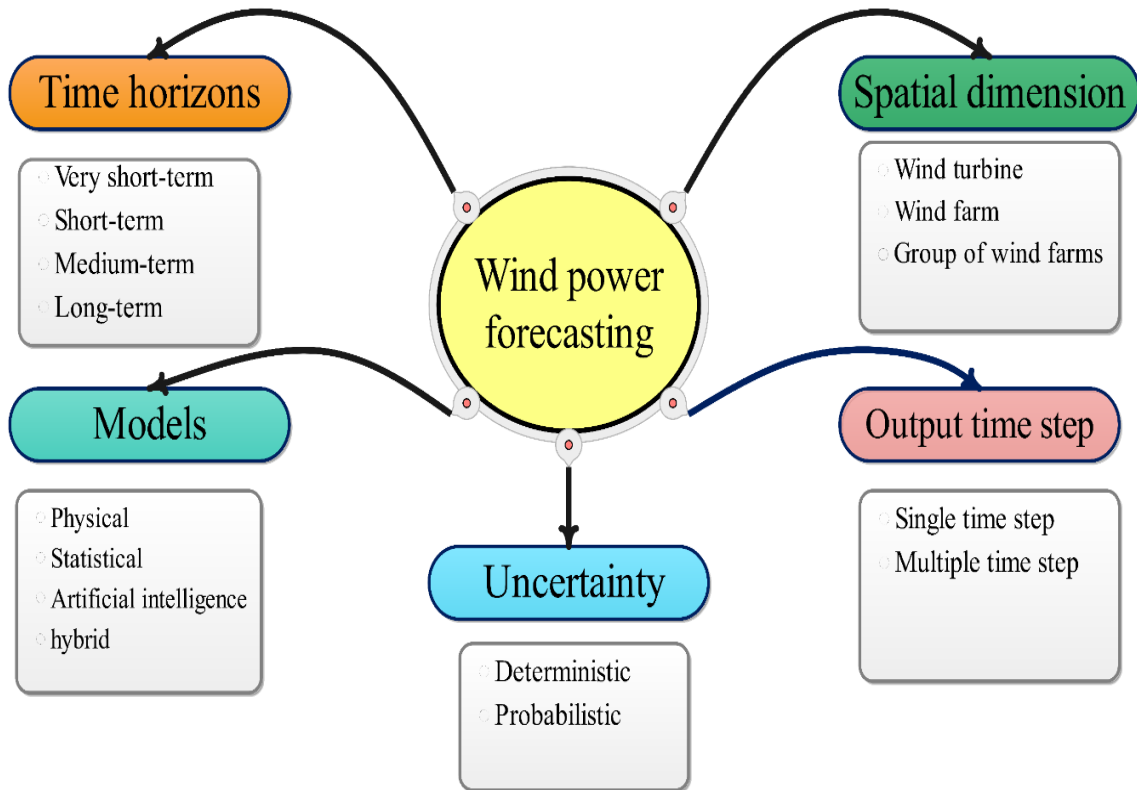 Time horizons
Very short-term
Short-term
Medium-term
Long-term
Spatial dimension
Wind turbine
Wind farm
Group of wind farms
Wind power
forecasting
Models
Physical
Statistical
Artificial intelligence
hybrid
Output time step
Single time step
Multiple time step
Uncertainty
Deterministic
Probabilistic